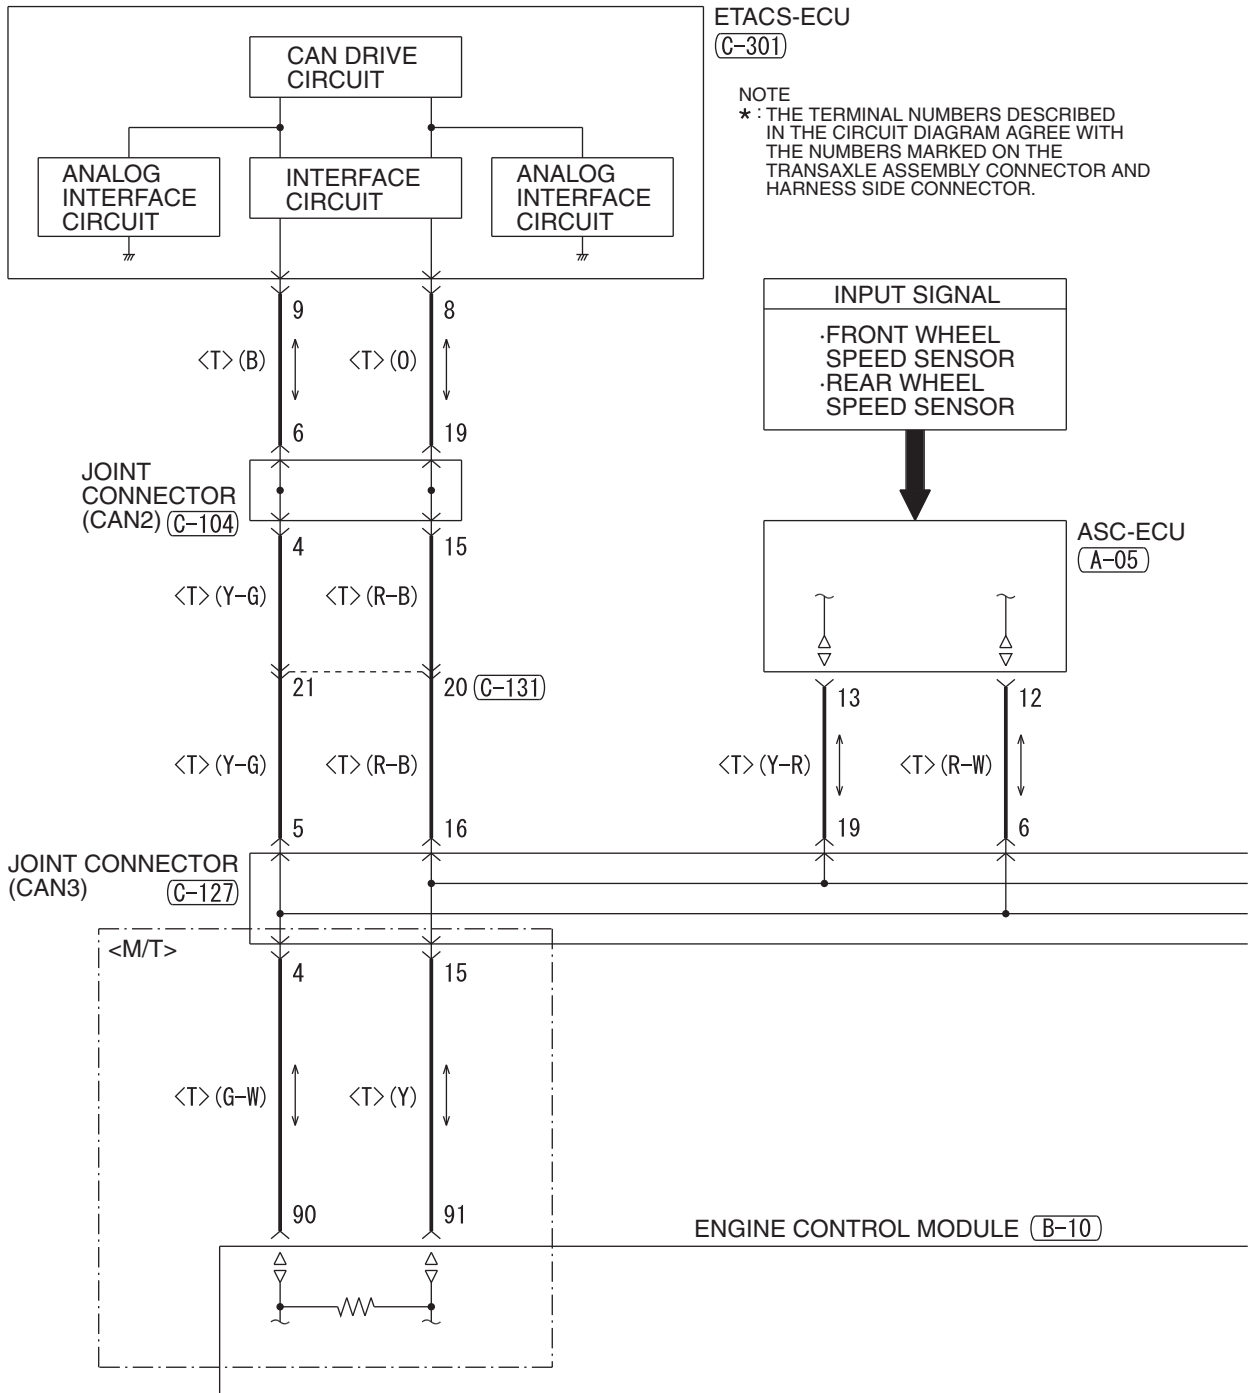 ETACS-ECU
(C-301)
CAN DRIVE
CIRCUIT
NOTE
* : THE TERMINAL NUMBERS DESCRIBED
IN THE CIRCUIT DIAGRAM AGREE WITH
THE NUMBERS MARKED ON THE
TRANSAXLE ASSEMBLY CONNECTOR AND
HARNESS SIDE CONNECTOR.
ANALOG
INTERFACE
CIRCUIT
INTERFACE
CIRCUIT
ANALOG
INTERFACE
CIRCUIT
9
8
<T>(B)
<T>(O)
6
19
INPUT SIGNAL
·FRONT WHEEL
SPEED SENSOR
·REAR WHEEL
SPEED SENSOR
JOINT
CONNECTOR
(CAN2) (C-104)
4
15
ASC-ECU
(A-05)
<T>(Y-G)
<T>(R-B)
21
20 (C-131)
13
12
<T>(Y-G)
<T>(R-B)
<T>(Y-R)
<T>(R-W)
5
16
19
6
JOINT CONNECTOR
(CAN3)
(C-127)
<M/T>
4
15
<T>(G-W)
<T>(Y)
90
91
ENGINE CONTROL MODULE (B-10)